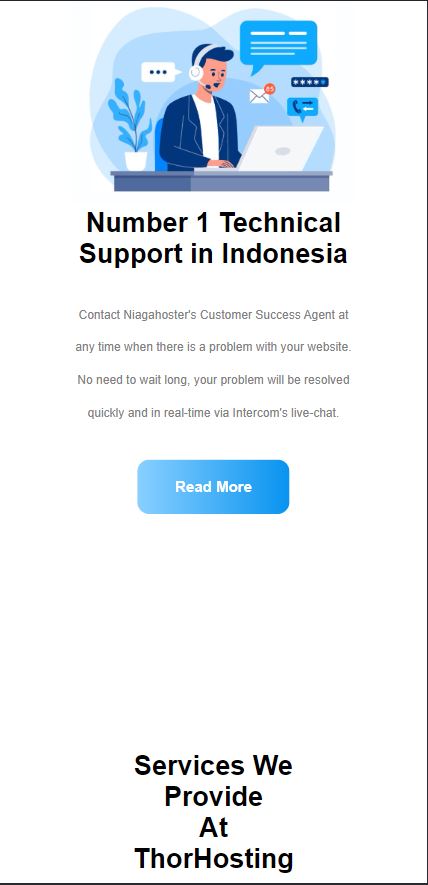 65
Number 1 Technical
Support in Indonesia
Contact Niagahoster's Customer Success Agent at
any time when there is a problem with your website.
No need to wait long, your problem will be resolved
quickly and in real-time via Intercom's live-chat.
Read More
Services We
Provide
At
ThorHosting